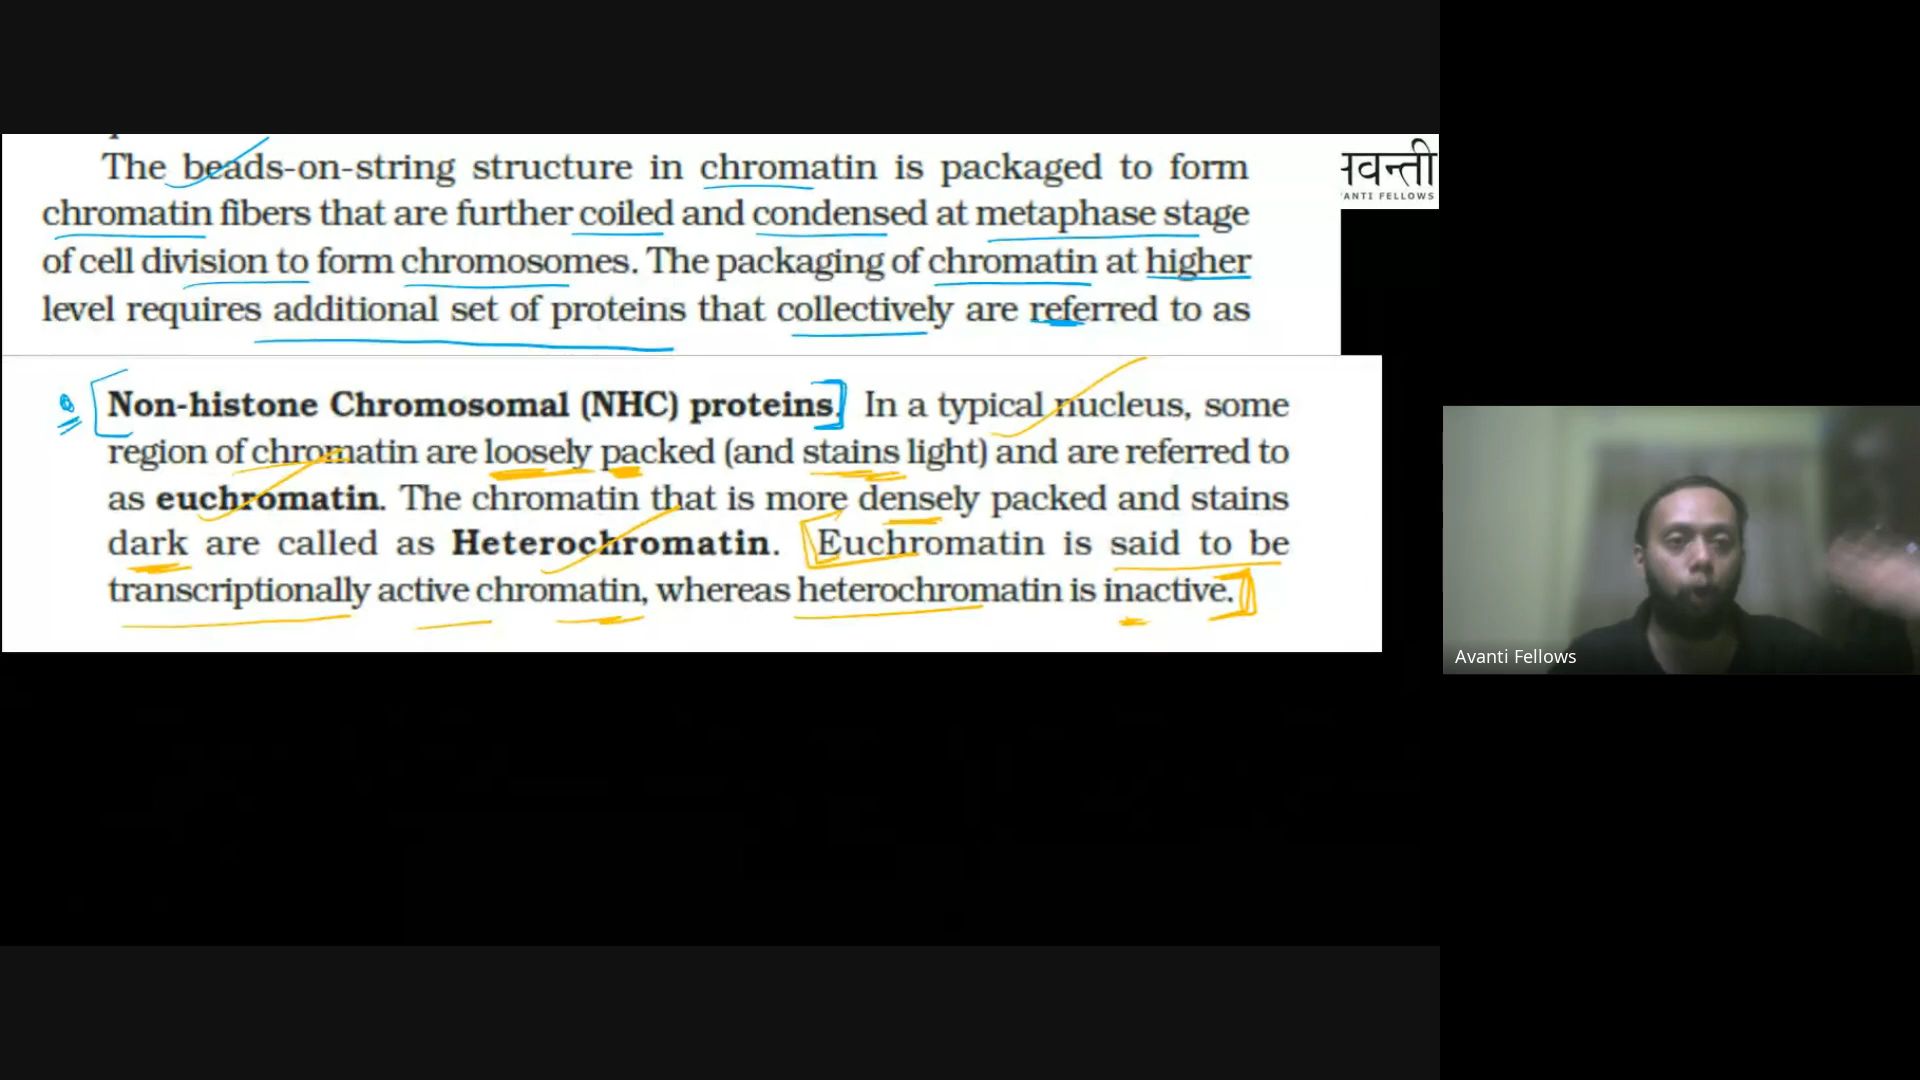 The beads-on-string structure in chromatin is packaged to form
chromatin fibers that are further coiled and condensed at metaphase stage
of cell division to form chromosomes. The packaging of chromatin at higher
level requires additional set of proteins that collectively are referred to as
Non-histone Chromosomal (NHC) proteins. In a typical nucleus, some
region of chromatin are loosely packed (and stains light) and are referred to
as euchromatin. The chromatin that is more densely packed and stains
dark are called as Heterochromatin. Euchromatin is said to be
transcriptionally active chromatin, whereas heterochromatin is inactive.
वन्ती
ANTI FELLOWS
Avanti Fellows